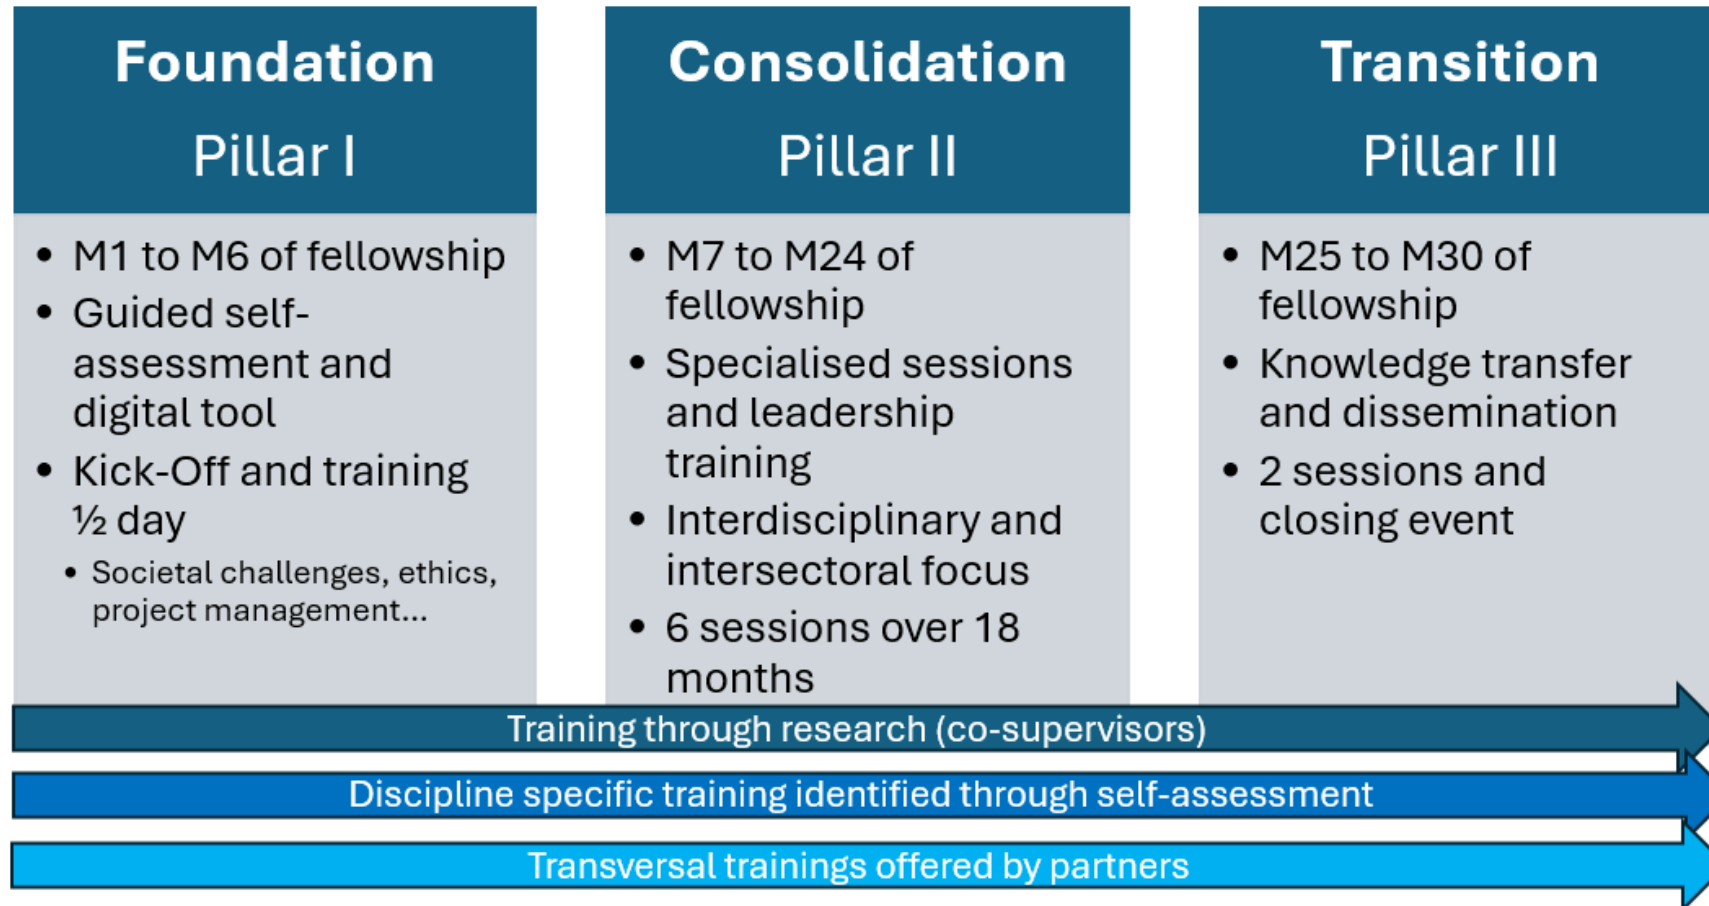 Foundation
Pillar I
• M1 to M6 of fellowship
• Guided self-
assessment and
digital tool
• Kick-Off and training
½ day
• Societal challenges, ethics,
project management...
Consolidation
Pillar II
• M7 to M24 of
fellowship
• Specialised sessions
and leadership
training
• Interdisciplinary and
intersectoral focus
• 6 sessions over 18
months
Transition
Pillar III
• M25 to M30 of
fellowship
• Knowledge transfer
and dissemination
• 2 sessions and
closing event
Training through research (co-supervisors)
Discipline specific training identified through self-assessment
Transversal trainings offered by partners